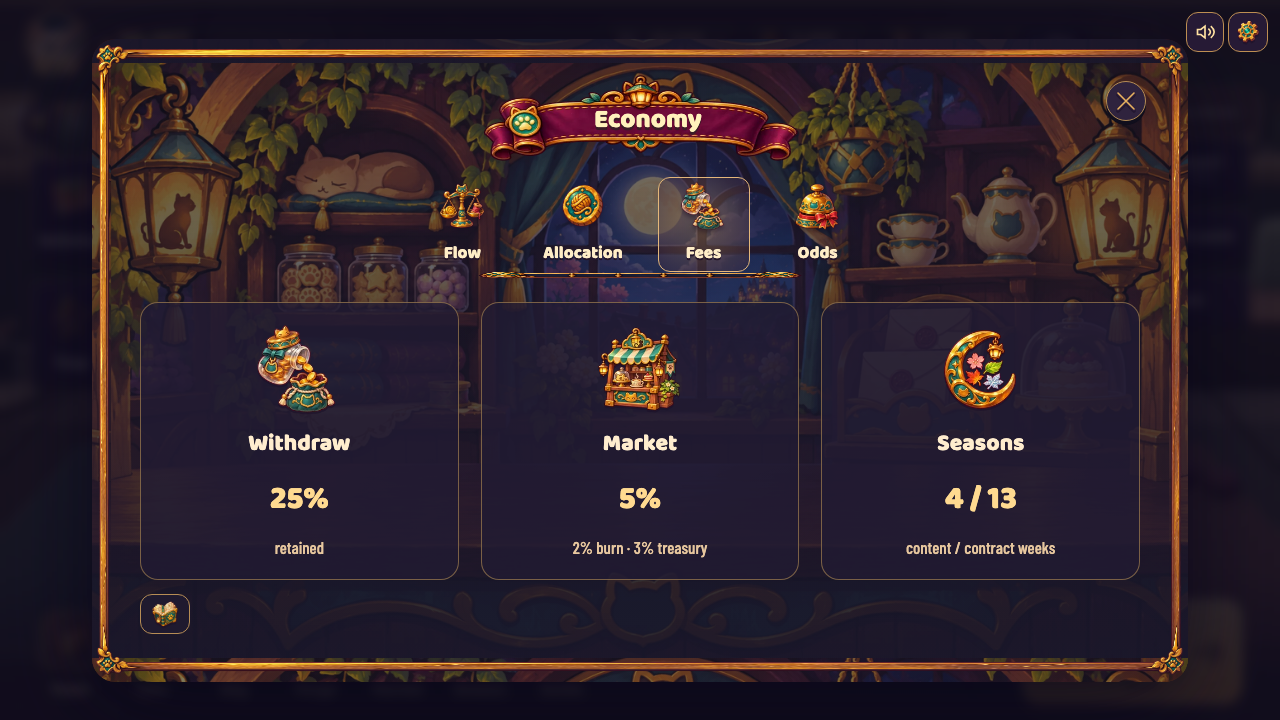 Economy
Flow
Allocation
Fees
Odds
Withdraw
25%
retained
Market
5%
2% burn · 3% treasury
Seasons
4 / 13
content / contract weeks